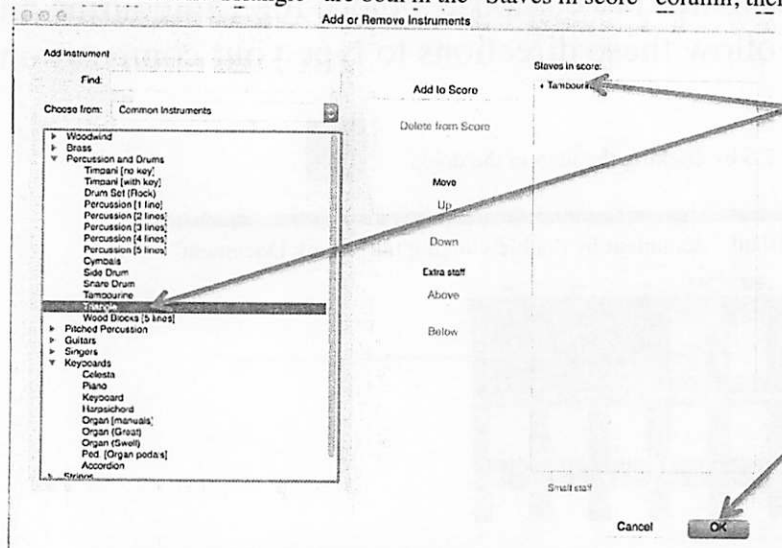 "Triangle" are both in the "Staves in score" column, then
Add or Remove Instruments
Add Instrument
Find:
Choose from: Common Instruments
Woodwind
Brass
Percussion and Drums
Timpani [no key]
Timpani [with key]
Drum Set (Rock)
Percussion [1 line]
Percussion [2 lines]
Percussion [3 lines]
Percussion [4 lines]
Percussion [5 lines]
Cymbals
Side Drum
Snare Drum
Tambourine
Triangle
Wood Blocks [5 lines]
Pitched Percussion
Guitars
Singers
Keyboards
Celesta
Piano
Keyboard
Harpsichord
Organ [manuals]
Organ (Great)
Organ (Swell)
Ped. [Organ pedals]
Accordion
Strings
Add to Score
Delete from Score
Move
Up
Down
Extra staff
Above
Below
Staves in score:
Tambourine
Small staff
Cancel
OK